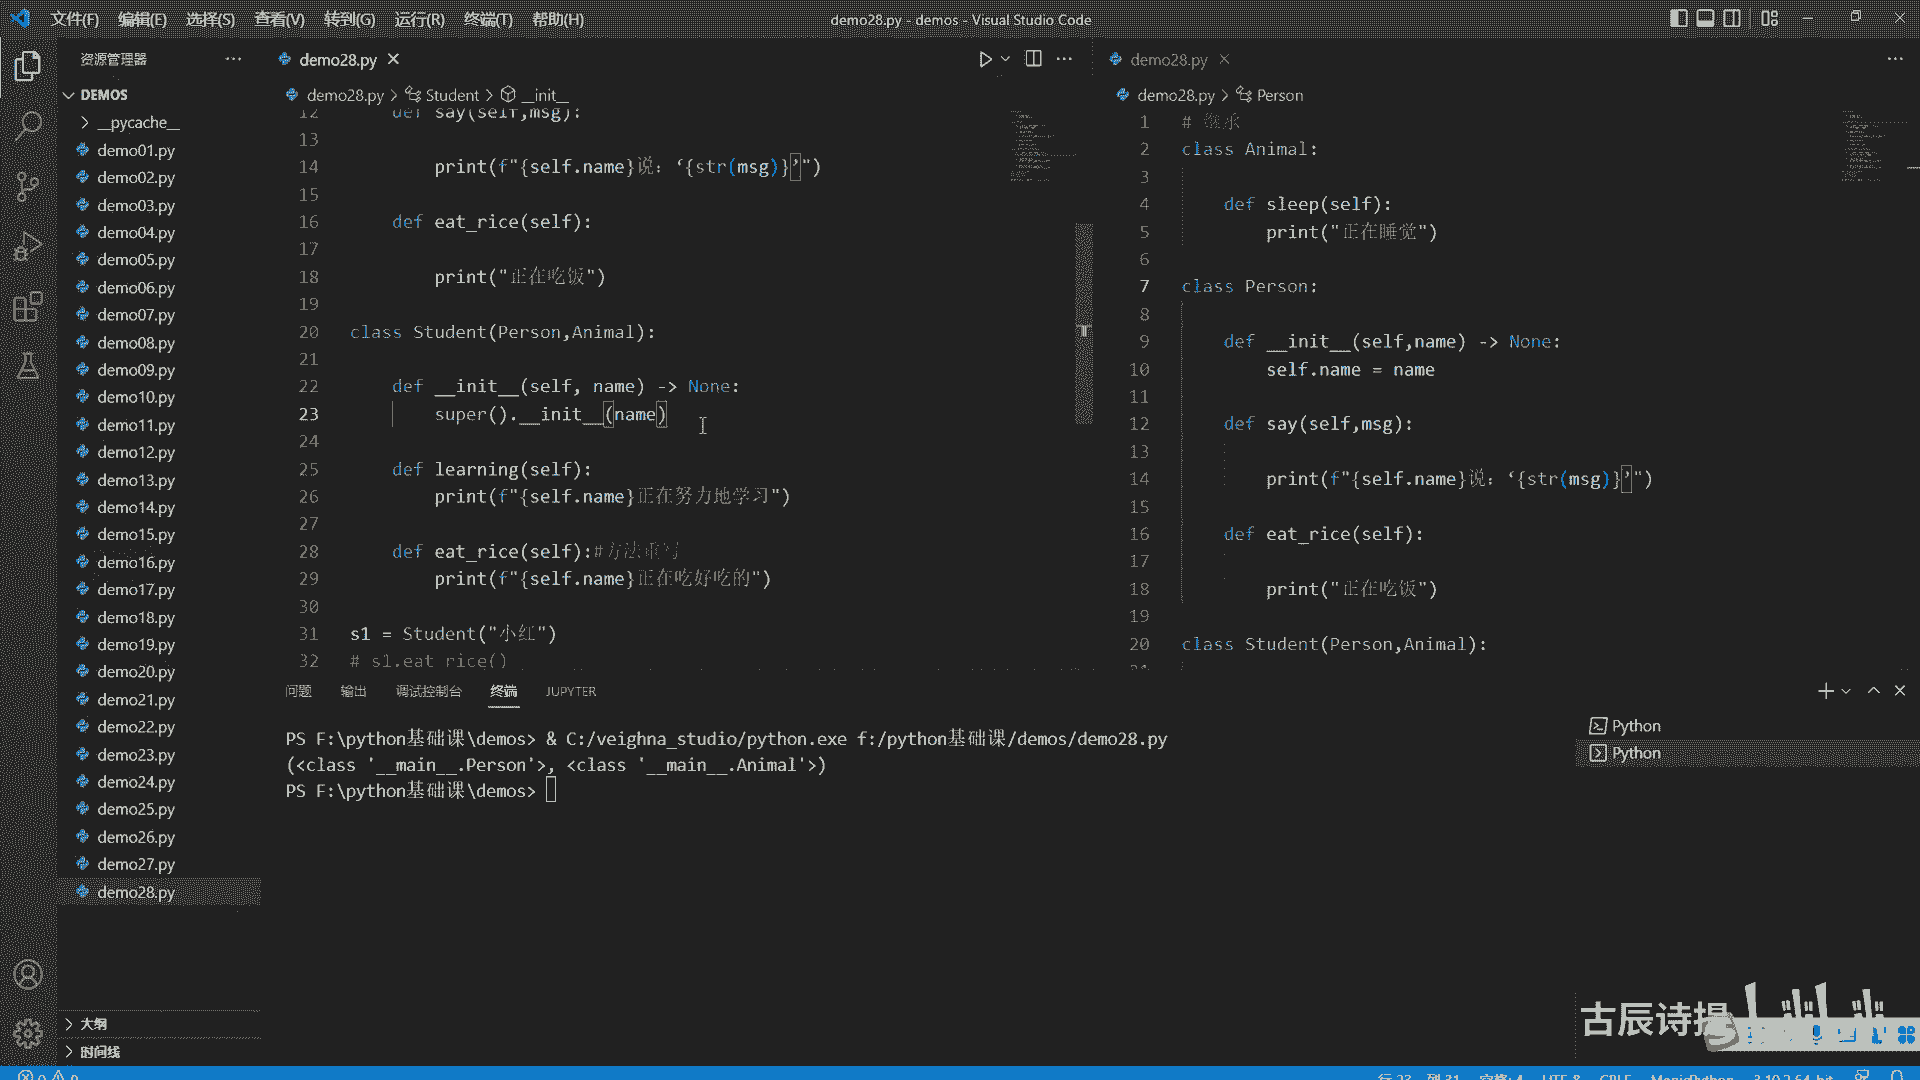 文件(F) 编辑(E) 选择(S) 查看(V) 转到(G) 运行(R) 终端(T) 帮助(H)
demo28.py - demos - Visual Studio Code
资源管理器
DEMOS
__pycache__
demo01.py
demo02.py
demo03.py
demo04.py
demo05.py
demo06.py
demo07.py
demo08.py
demo09.py
demo10.py
demo11.py
demo12.py
demo13.py
demo14.py
demo15.py
demo16.py
demo17.py
demo18.py
demo19.py
demo20.py
demo21.py
demo22.py
demo23.py
demo24.py
demo25.py
demo26.py
demo27.py
demo28.py
大纲
时间线
demo28.py
demo28.py > Student > __init__
12 def say(self,msg):
13
14 print(f"{self.name}说：‘{str(msg)}’")
15
16 def eat_rice(self):
17
18 print("正在吃饭")
19
20 class Student(Person,Animal):
21
22 def __init__(self, name) -> None:
23 super().__init__(name)
24
25 def learning(self):
26 print(f"{self.name}正在努力地学习")
27
28 def eat_rice(self):#方法重写
29 print(f"{self.name}正在吃好吃的")
30
31 s1 = Student("小红")
32 # s1.eat_rice()
demo28.py
demo28.py > Person
1 # 继承
2 class Animal:
3
4 def sleep(self):
5 print("正在睡觉")
6
7 class Person:
8
9 def __init__(self,name) -> None:
10 self.name = name
11
12 def say(self,msg):
13
14 print(f"{self.name}说：‘{str(msg)}’")
15
16 def eat_rice(self):
17
18 print("正在吃饭")
19
20 class Student(Person,Animal):
问题 输出 调试控制台 终端 JUPYTER
PS F:\python基础课\demos> & C:/veighna_studio/python.exe f:/python基础课/demos/demo28.py
(<class '__main__.Person'>, <class '__main__.Animal'>)
PS F:\python基础课\demos>
Python
Python
古辰诗提
行 23，列 31 空格: 4 UTF-8 CRLF MagicPython 3.10.2 64-bit